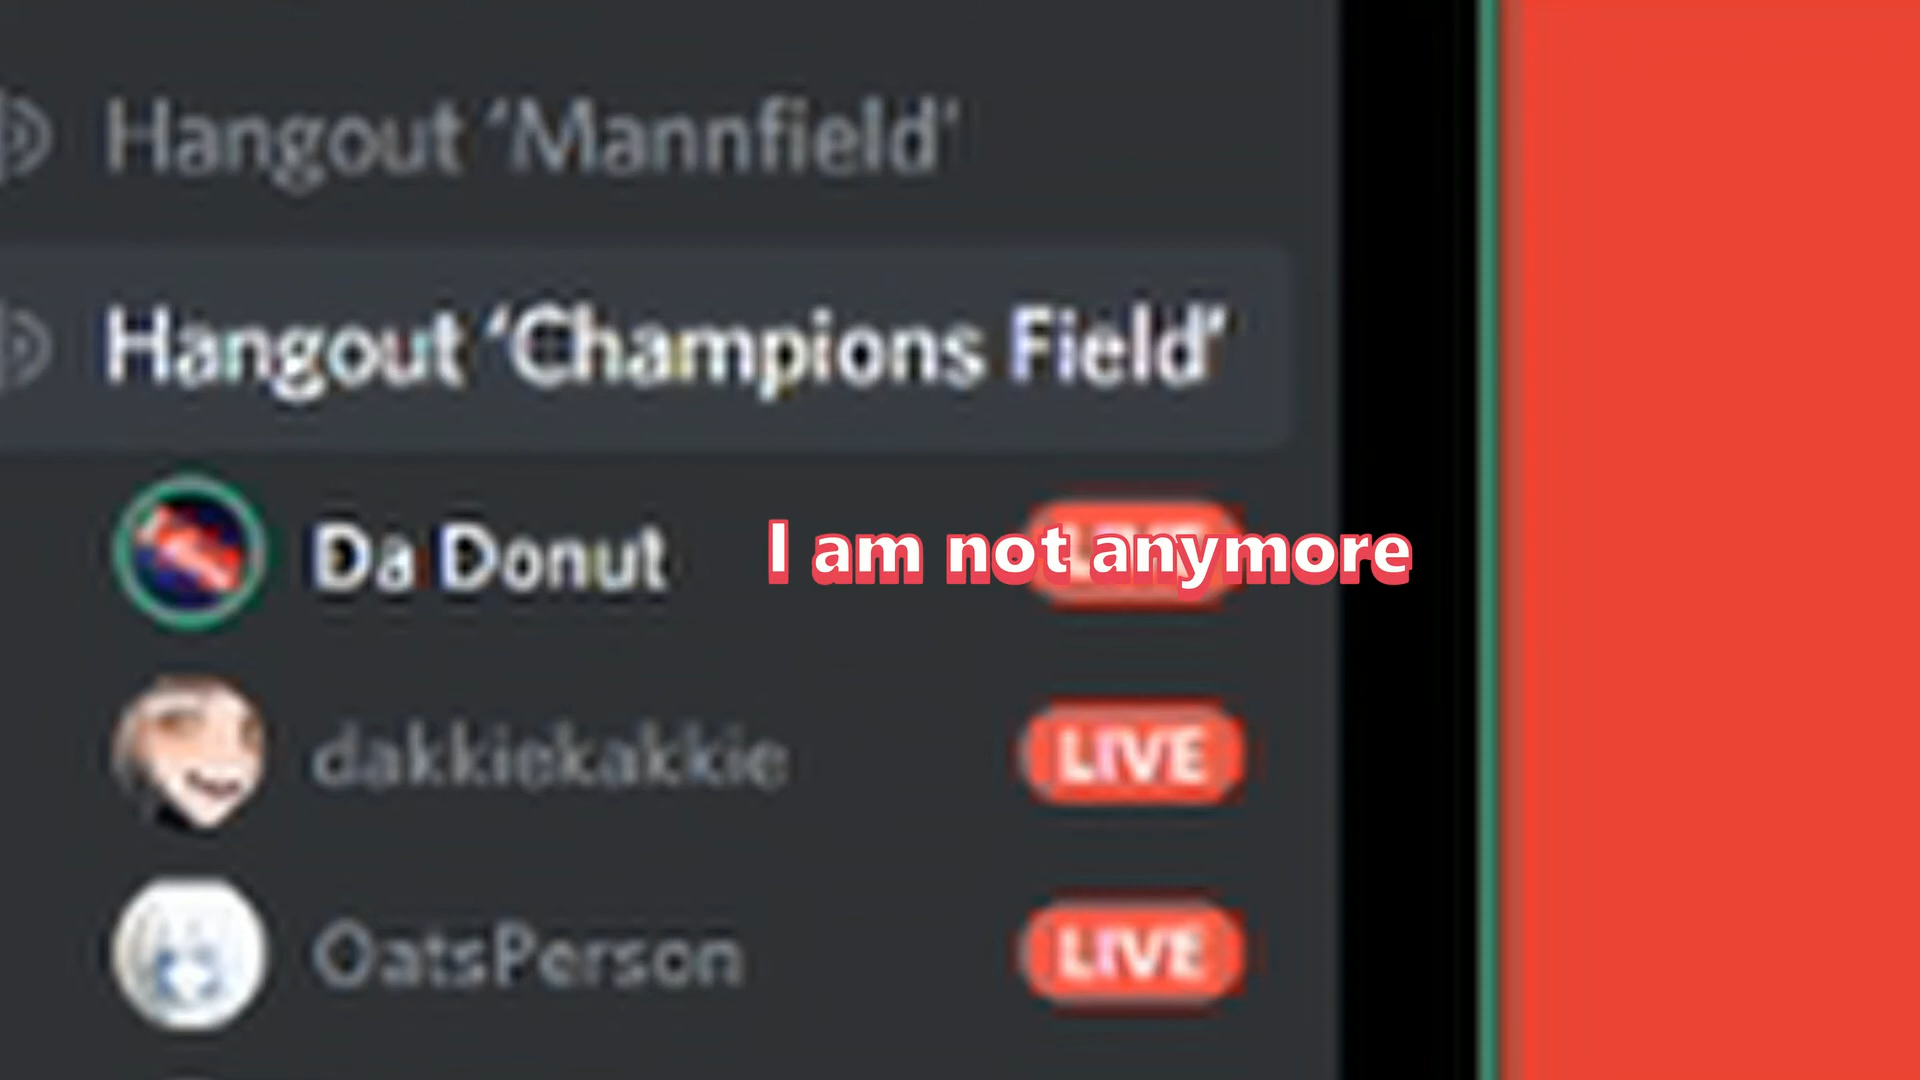 Hangout ‘Mannfield’
Hangout ‘Champions Field’
Da Donut
I am not anymore
dakkiekakkie LIVE
OatsPerson LIVE